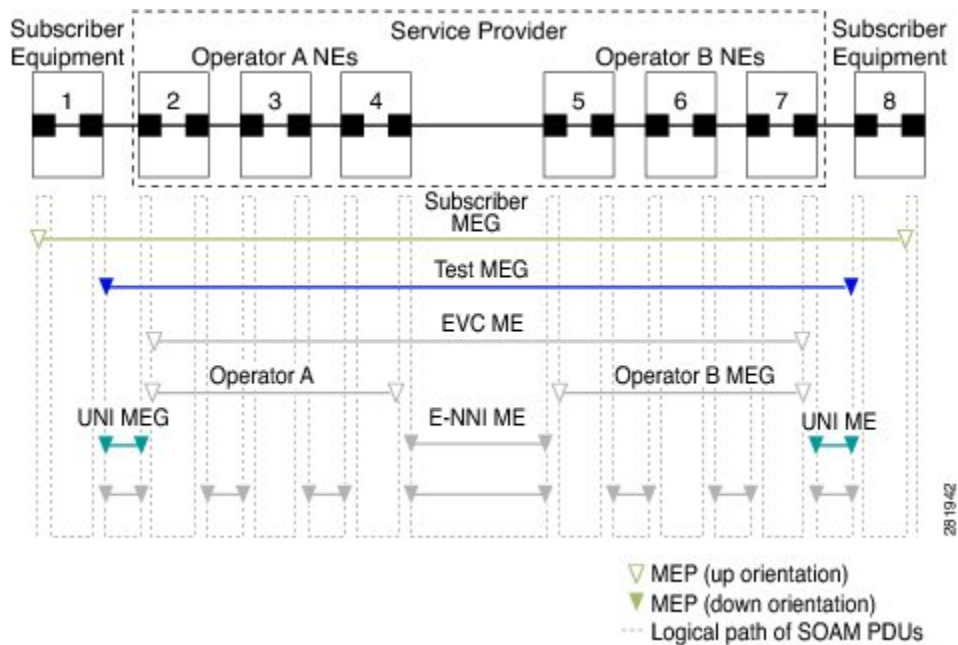 Subscriber
Equipment
Service Provider
Subscriber
Equipment
Operator A NEs
Operator B NEs
1
2
3
4
5
6
7
8
Subscriber
MEG
Test MEG
EVC ME
Operator A
Operator B MEG
UNI MEG
E-NNI ME
UNI ME
281942
MEP (up orientation)
MEP (down orientation)
Logical path of SOAM PDUs